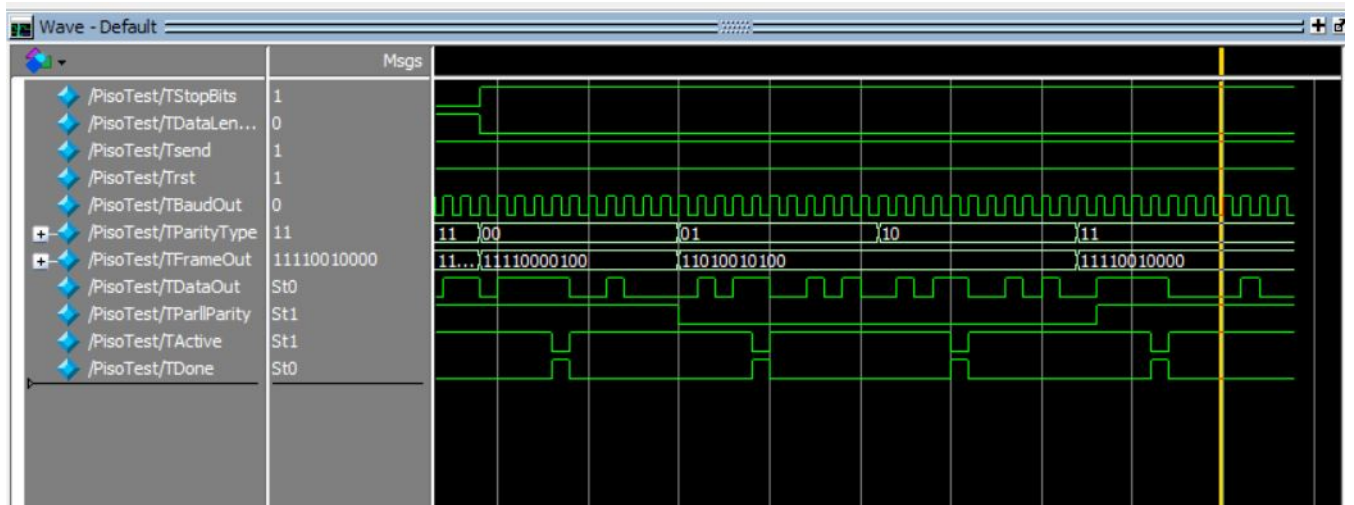 Wave - Default
Msgs
/PisoTest/TStopBits 1
/PisoTest/TDataLen... 0
/PisoTest/Tsend 1
/PisoTest/Trst 1
/PisoTest/TBaudOut 0
/PisoTest/TParityType 11 11 00 01 10 11
/PisoTest/TFrameOut 11110010000 11... 11110000100 11010010100 11110010000
/PisoTest/TDataOut St0
/PisoTest/TParllParity St1
/PisoTest/TActive St1
/PisoTest/TDone St0